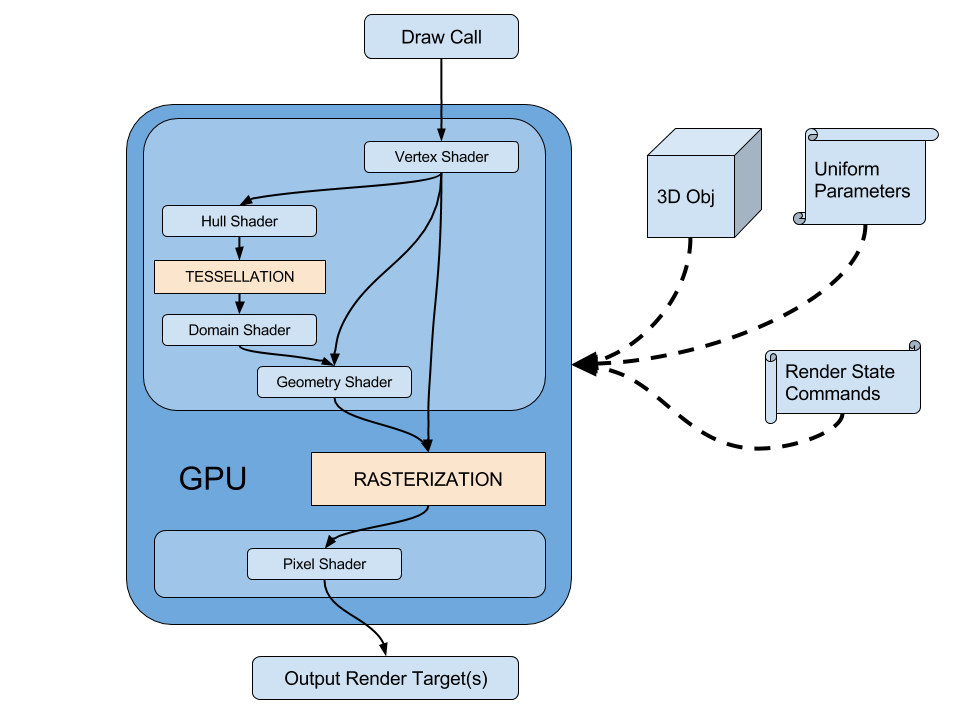 Draw Call
Vertex Shader
Hull Shader
TESSELLATION
Domain Shader
Geometry Shader
GPU
RASTERIZATION
Pixel Shader
Output Render Target(s)
3D Obj
Uniform
Parameters
Render State
Commands